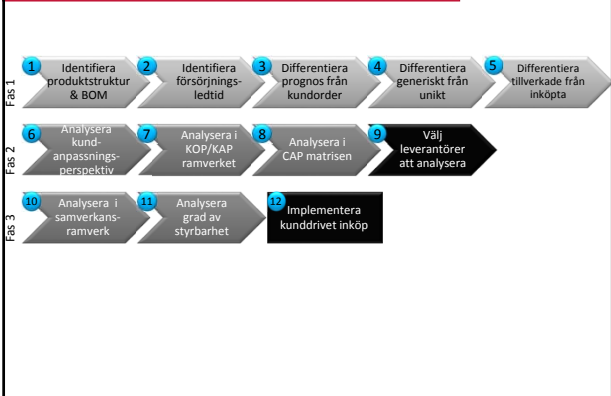 Fas 1
1
Identifiera
produktstruktur
& BOM
2
Identifiera
försörjnings-
ledtid
3
Differentiera
prognos från
kundorder
4
Differentiera
generiskt från
unikt
5
Differentiera
tillverkade från
inköpta
Fas 2
6
Analysera
kund-
anpassnings-
perspektiv
7
Analysera i
KOP/KAP
ramverket
8
Analysera i
CAP matrisen
9
Välj
leverantörer
att analysera
Fas 3
10
Analysera i
samverkans-
ramverk
11
Analysera
grad av
styrbarhet
12
Implementera
kunddrivet inköp